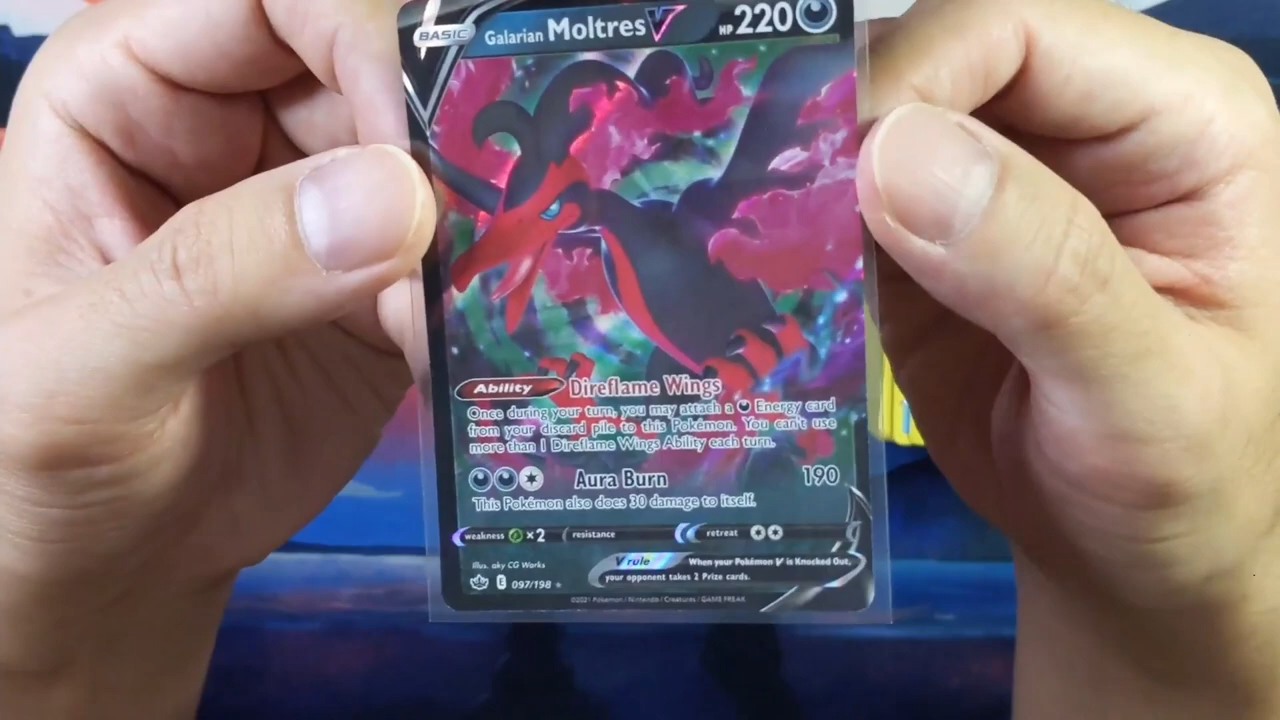 BASIC Galarian Moltres V HP 220
Ability Direflame Wings
Once during your turn, you may attach a Energy card
from your discard pile to this Pokémon. You can't use
more than 1 Direflame Wings Ability each turn.
Aura Burn 190
This Pokémon also does 30 damage to itself.
weakness ×2 resistance retreat
V rule When your Pokémon V is Knocked Out,
your opponent takes 2 Prize cards.
Illus. aky CG Works
E 097/198
©2021 Pokémon / Nintendo / Creatures / GAME FREAK